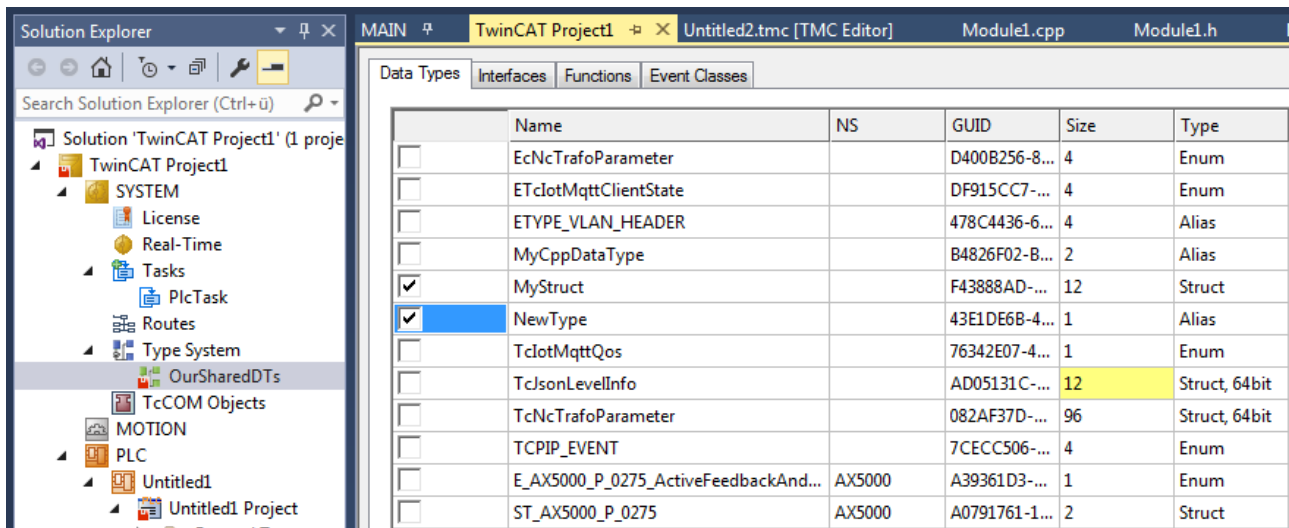 Solution Explorer
MAIN
TwinCAT Project1
Untitled2.tmc [TMC Editor]
Module1.cpp
Module1.h
Search Solution Explorer (Ctrl+ü)
Solution 'TwinCAT Project1' (1 proje
TwinCAT Project1
SYSTEM
License
Real-Time
Tasks
PlcTask
Routes
Type System
OurSharedDTs
TcCOM Objects
MOTION
PLC
Untitled1
Untitled1 Project
Data Types Interfaces Functions Event Classes
Name NS GUID Size Type
EcNcTrafoParameter D400B256-8... 4 Enum
ETcIotMqttClientState DF915CC7-... 4 Enum
ETYPE_VLAN_HEADER 478C4436-6... 4 Alias
MyCppDataType B4826F02-B... 2 Alias
MyStruct F43888AD-... 12 Struct
NewType 43E1DE6B-4... 1 Alias
TcIotMqttQos 76342E07-4... 1 Enum
TcJsonLevelInfo AD05131C-... 12 Struct, 64bit
TcNcTrafoParameter 082AF37D-... 96 Struct, 64bit
TCPIP_EVENT 7CECC506-... 4 Enum
E_AX5000_P_0275_ActiveFeedbackAnd... AX5000 A39361D3-... 1 Enum
ST_AX5000_P_0275 AX5000 A0791761-1... 2 Struct